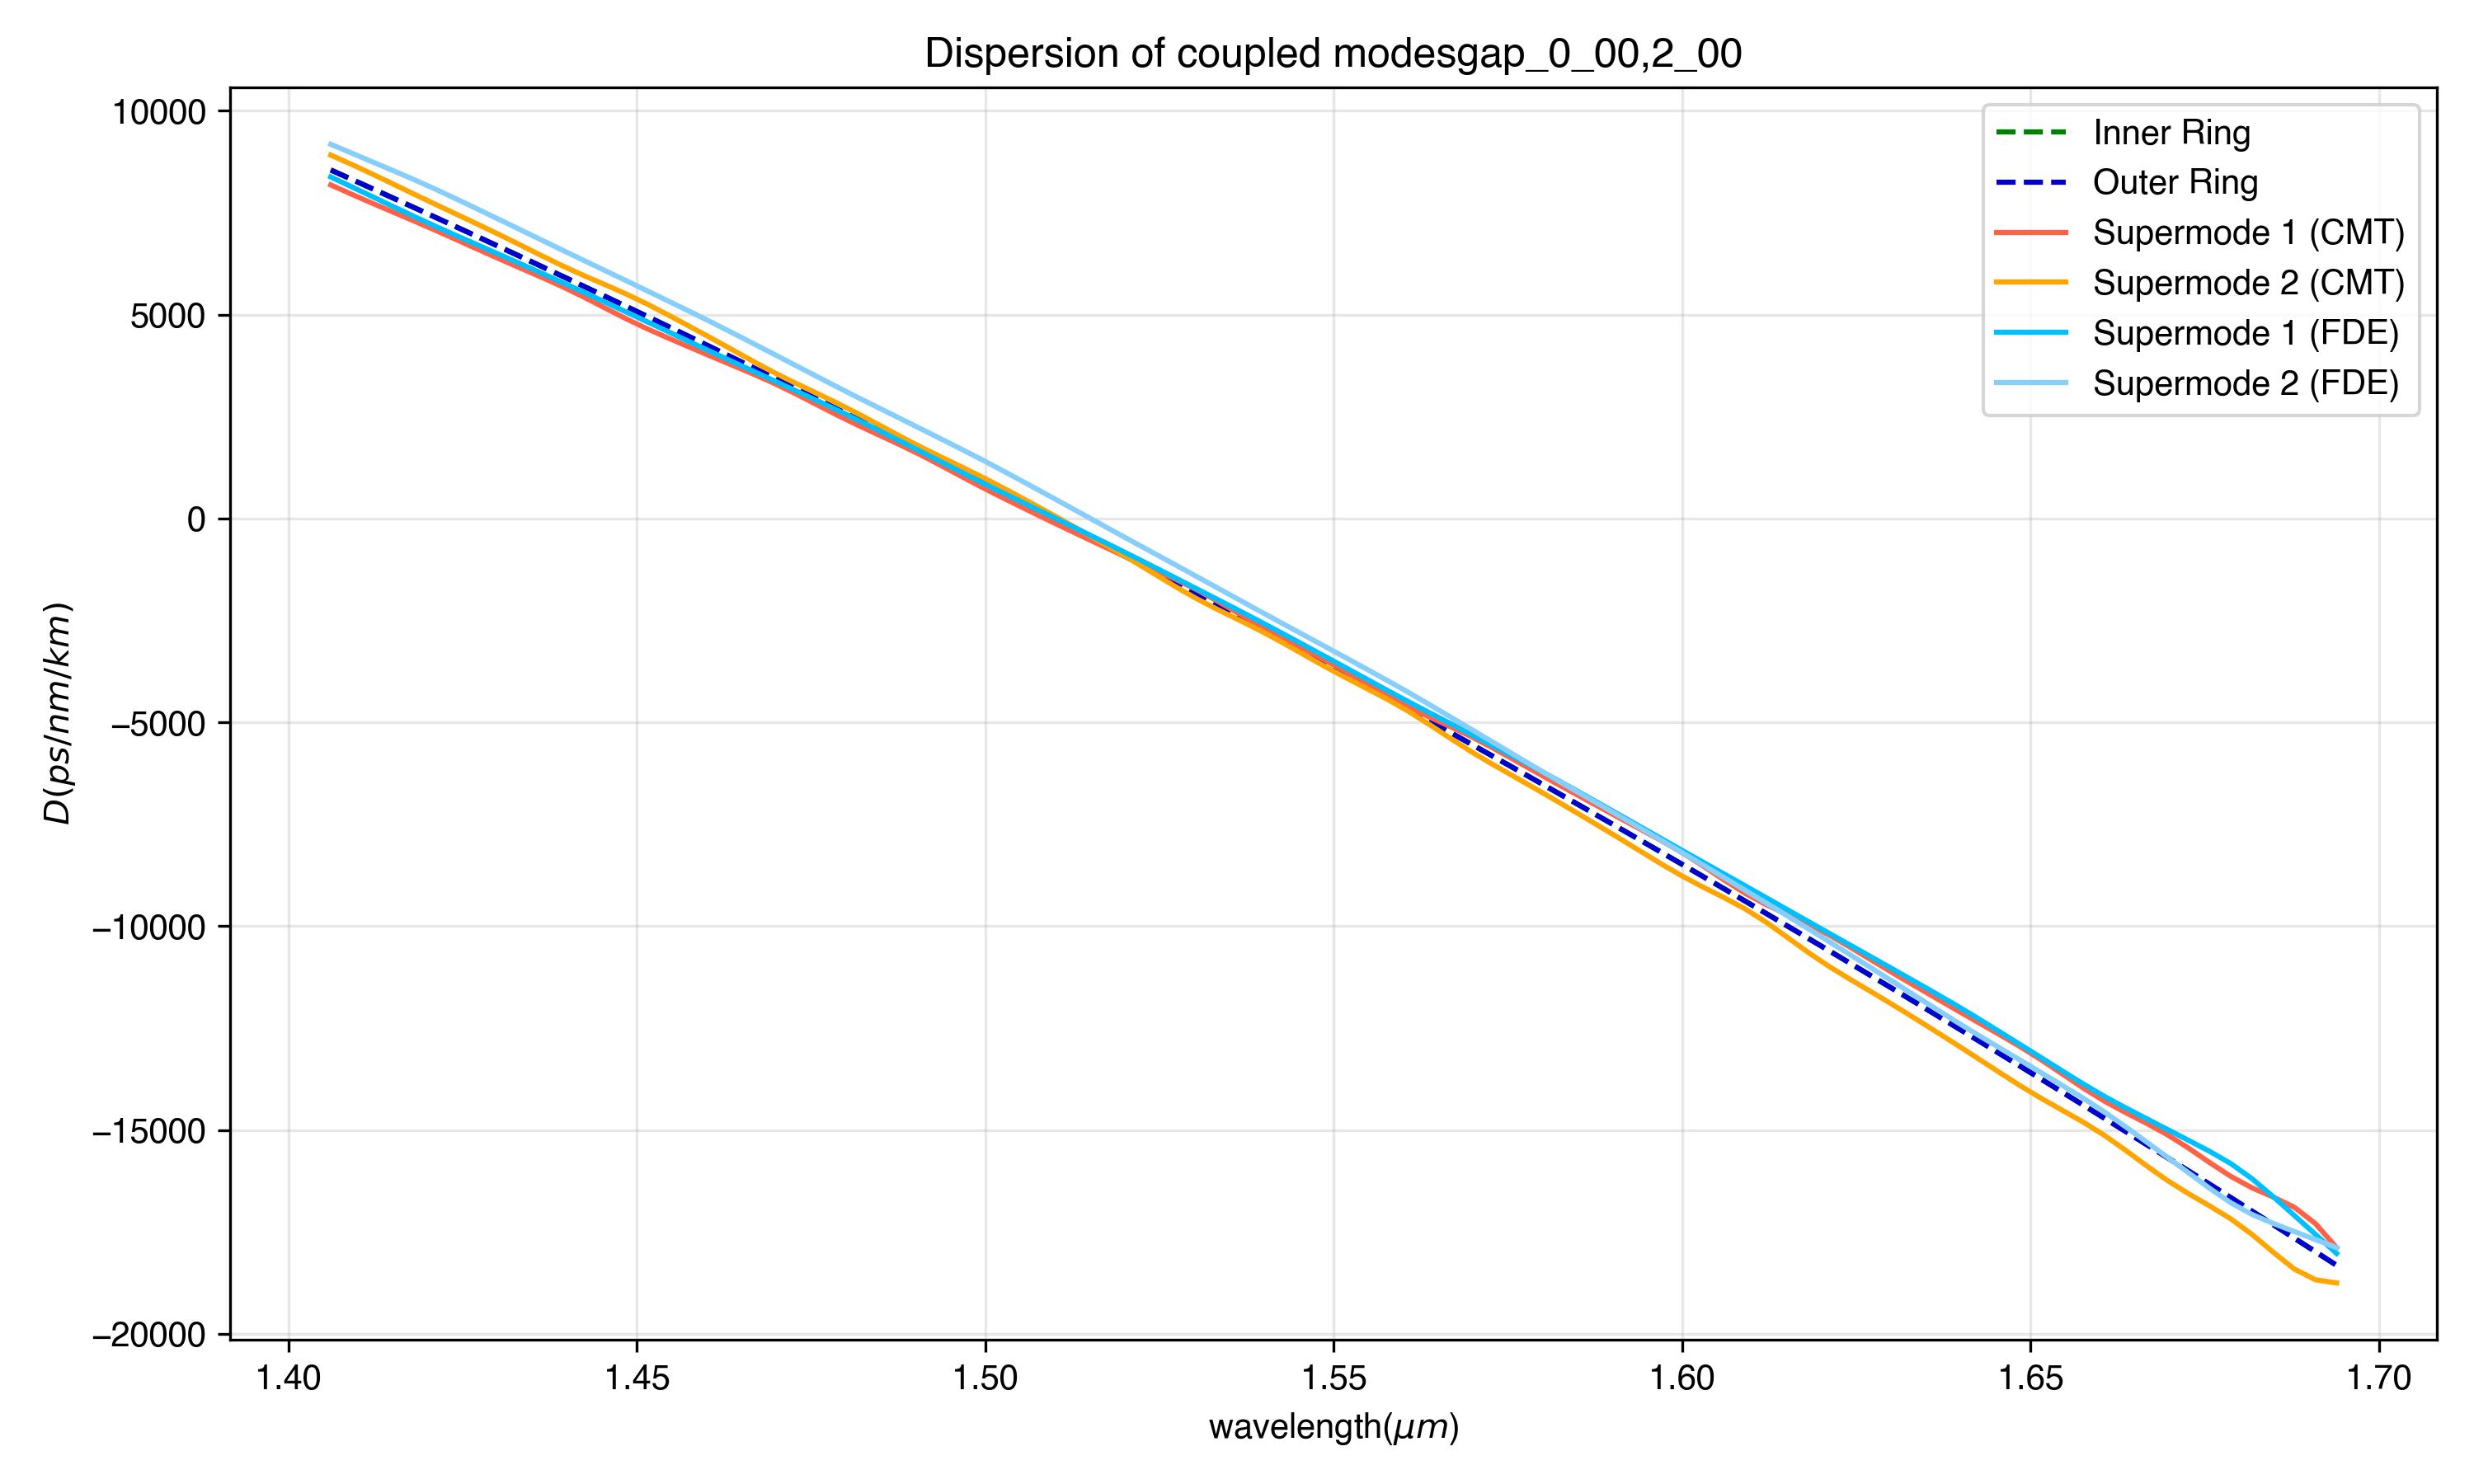 Dispersion of coupled modesgap_0_00,2_00
10000
5000
0
−5000
−10000
−15000
−20000
D(ps/nm/km)
Inner Ring
Outer Ring
Supermode 1 (CMT)
Supermode 2 (CMT)
Supermode 1 (FDE)
Supermode 2 (FDE)
1.40 1.45 1.50 1.55 1.60 1.65 1.70
wavelength(μm)